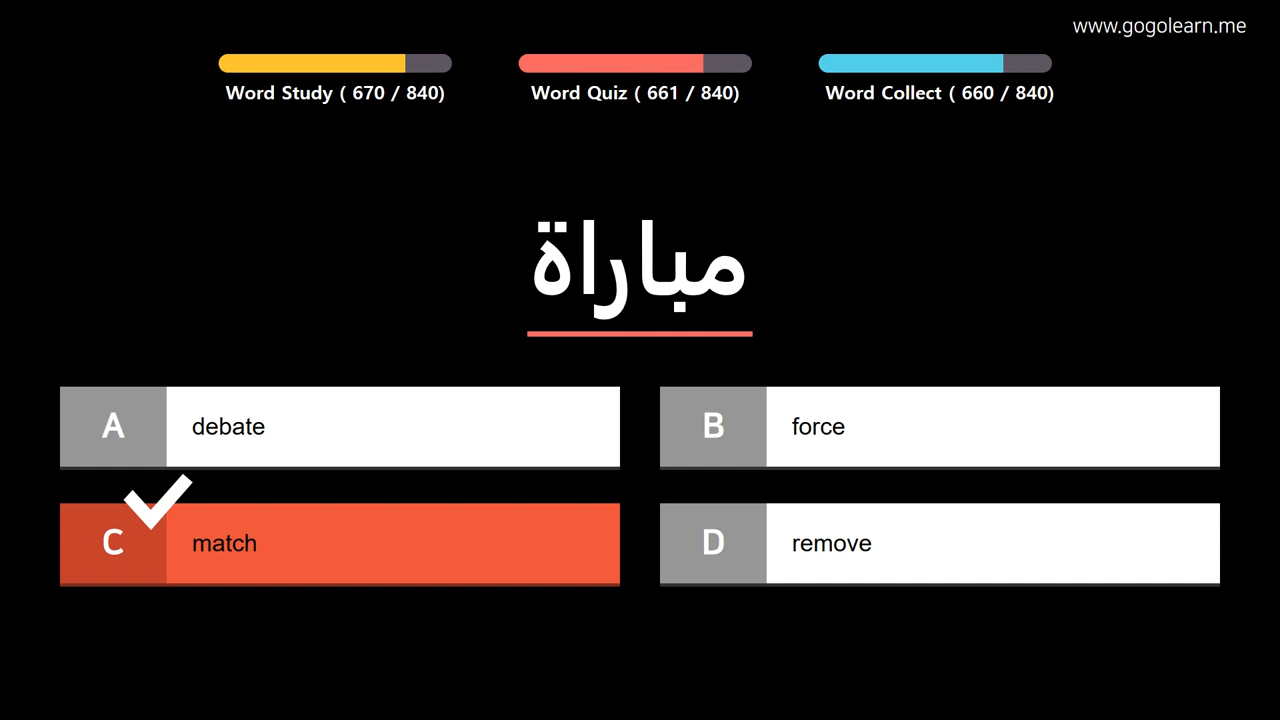 www.gogolearn.me
Word Study ( 670 / 840)
Word Quiz ( 661 / 840)
Word Collect ( 660 / 840)
مباراة
A debate
B force
C match
D remove